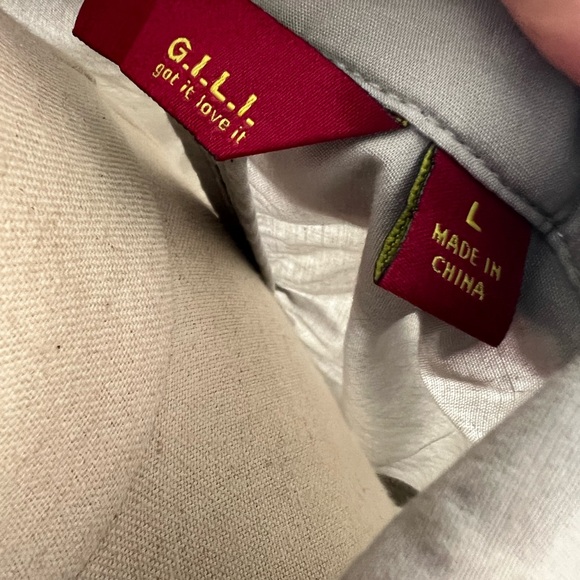 G.I.L.I.
got it love it
L
MADE IN
CHINA